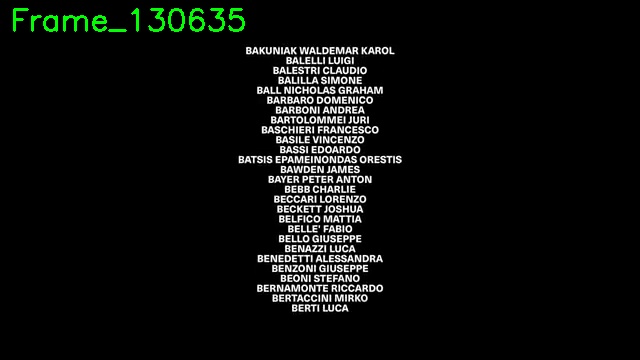 Frame_130635
BAKUNIAK WALDEMAR KAROL
BALELLI LUIGI
BALESTRI CLAUDIO
BALILLA SIMONE
BALL NICHOLAS GRAHAM
BARBARO DOMENICO
BARBONI ANDREA
BARTOLOMMEI JURI
BASCHIERI FRANCESCO
BASILE VINCENZO
BASSI EDOARDO
BATSIS EPAMEINONDAS ORESTIS
BAWDEN JAMES
BAYER PETER ANTON
BEBB CHARLIE
BECCARI LORENZO
BECKETT JOSHUA
BELFICO MATTIA
BELLE' FABIO
BELLO GIUSEPPE
BENAZZI LUCA
BENEDETTI ALESSANDRA
BENZONI GIUSEPPE
BEONI STEFANO
BERNAMONTE RICCARDO
BERTACCINI MIRKO
BERTI LUCA